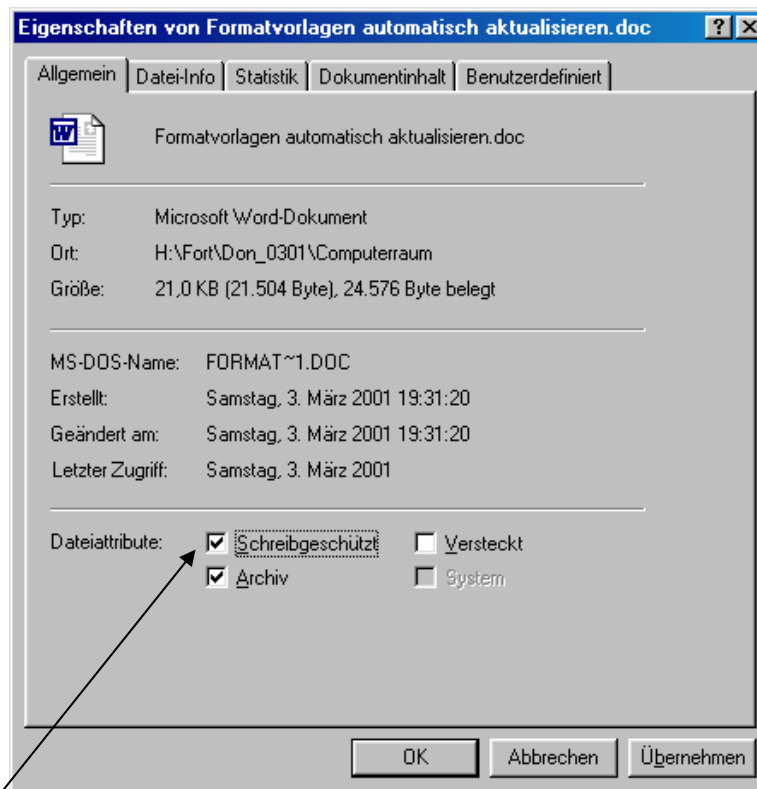 Eigenschaften von Formatvorlagen automatisch aktualisieren.doc
Allgemein Datei-Info Statistik Dokumentinhalt Benutzerdefiniert
Formatvorlagen automatisch aktualisieren.doc
Typ: Microsoft Word-Dokument
Ort: H:\Fort\Don_0301\Computerraum
Größe: 21,0 KB (21.504 Byte), 24.576 Byte belegt
MS-DOS-Name: FORMAT~1.DOC
Erstellt: Samstag, 3. März 2001 19:31:20
Geändert am: Samstag, 3. März 2001 19:31:20
Letzter Zugriff: Samstag, 3. März 2001
Dateiattribute: Schreibgeschützt Versteckt
Archiv System
OK Abbrechen Übernehmen